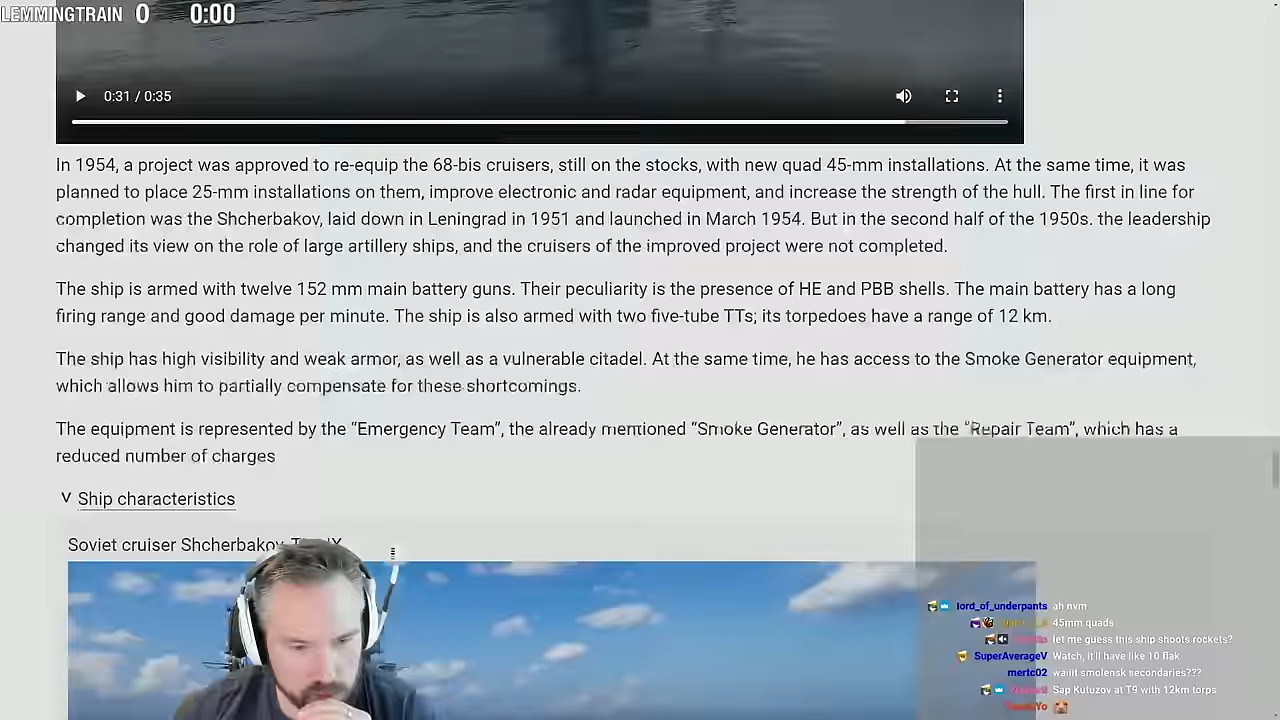 LEMMINGTRAIN 0 0:00
0:31 / 0:35
In 1954, a project was approved to re-equip the 68-bis cruisers, still on the stocks, with new quad 45-mm installations. At the same time, it was
planned to place 25-mm installations on them, improve electronic and radar equipment, and increase the strength of the hull. The first in line for
completion was the Shcherbakov, laid down in Leningrad in 1951 and launched in March 1954. But in the second half of the 1950s. the leadership
changed its view on the role of large artillery ships, and the cruisers of the improved project were not completed.
The ship is armed with twelve 152 mm main battery guns. Their peculiarity is the presence of HE and PBB shells. The main battery has a long
firing range and good damage per minute. The ship is also armed with two five-tube TTs; its torpedoes have a range of 12 km.
The ship has high visibility and weak armor, as well as a vulnerable citadel. At the same time, he has access to the Smoke Generator equipment,
which allows him to partially compensate for these shortcomings.
The equipment is represented by the “Emergency Team”, the already mentioned “Smoke Generator”, as well as the “Repair Team”, which has a
reduced number of charges
V Ship characteristics
Soviet cruiser Shcherbakov,
lord_of_underpants ah nvm
45mm quads
let me guess this ship shoots rockets?
SuperAverageV Watch, it'll have like 10 flak
mertc02 waiiit smolensk secondaries???
Sap Kutuzov at T9 with 12km torps